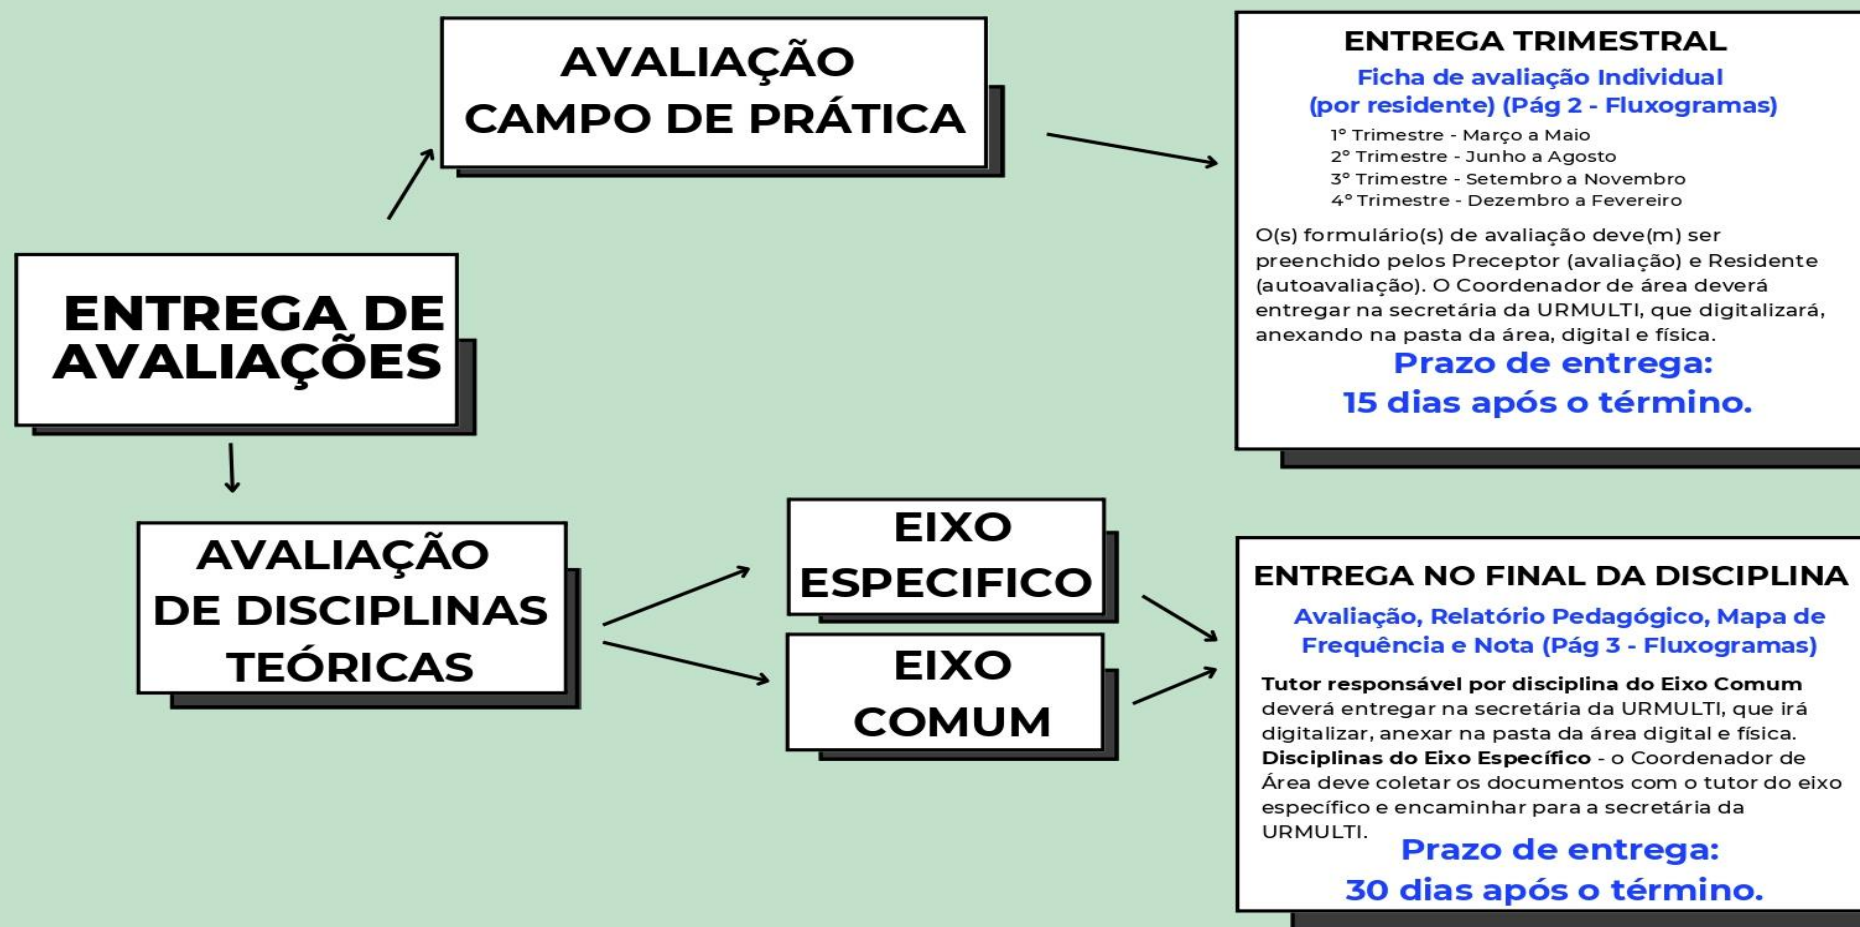 AVALIAÇÃO
CAMPO DE PRÁTICA
ENTREGA TRIMESTRAL
Ficha de avaliação Individual
(por residente) (Pág 2 - Fluxogramas)
1º Trimestre - Março a Maio
2º Trimestre - Junho a Agosto
3º Trimestre - Setembro a Novembro
4º Trimestre - Dezembro a Fevereiro
O(s) formulário(s) de avaliação deve(m) ser
preenchido pelos Preceptor (avaliação) e Residente
(autoavaliação). O Coordenador de área deverá
entregar na secretária da URMULTI, que digitalizará,
anexando na pasta da área, digital e física.
Prazo de entrega:
15 dias após o término.
ENTREGA DE
AVALIAÇÕES
AVALIAÇÃO
DE DISCIPLINAS
TEÓRICAS
EIXO
ESPECIFICO
EIXO
COMUM
ENTREGA NO FINAL DA DISCIPLINA
Avaliação, Relatório Pedagógico, Mapa de
Frequência e Nota (Pág 3 - Fluxogramas)
Tutor responsável por disciplina do Eixo Comum
deverá entregar na secretária da URMULTI, que irá
digitalizar, anexar na pasta da área digital e física.
Disciplinas do Eixo Específico - o Coordenador de
Área deve coletar os documentos com o tutor do eixo
específico e encaminhar para a secretária da
URMULTI.
Prazo de entrega:
30 dias após o término.